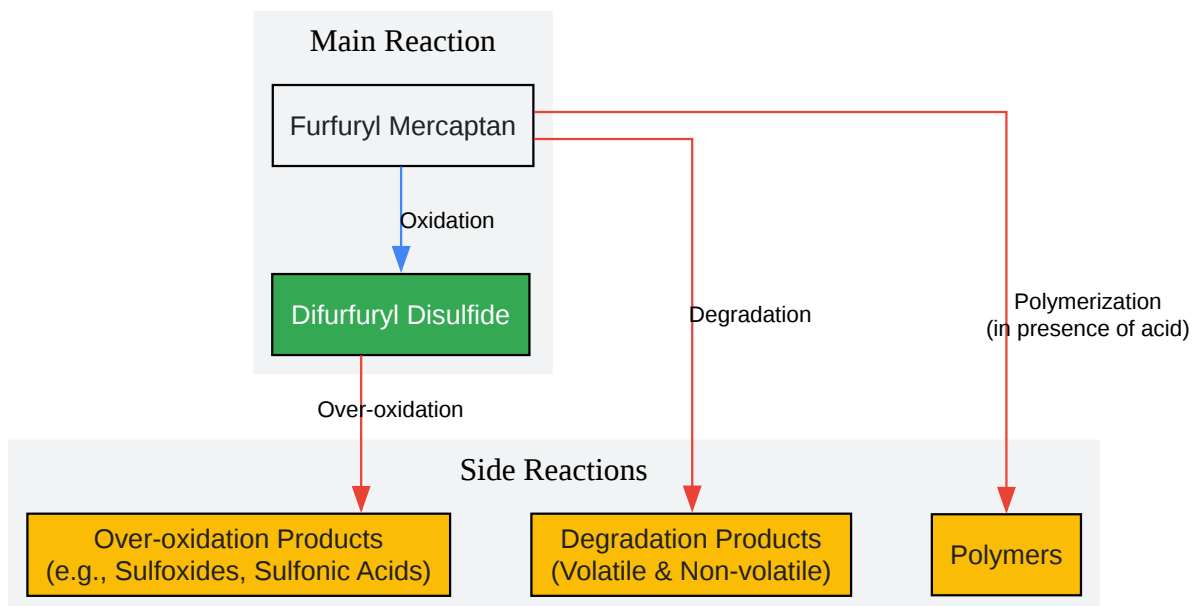 Main Reaction
Furfuryl Mercaptan
Oxidation
Difurfuryl Disulfide
Degradation
Polymerization
(in presence of acid)
Over-oxidation
Side Reactions
Over-oxidation Products
(e.g., Sulfoxides, Sulfonic Acids)
Degradation Products
(Volatile & Non-volatile)
Polymers